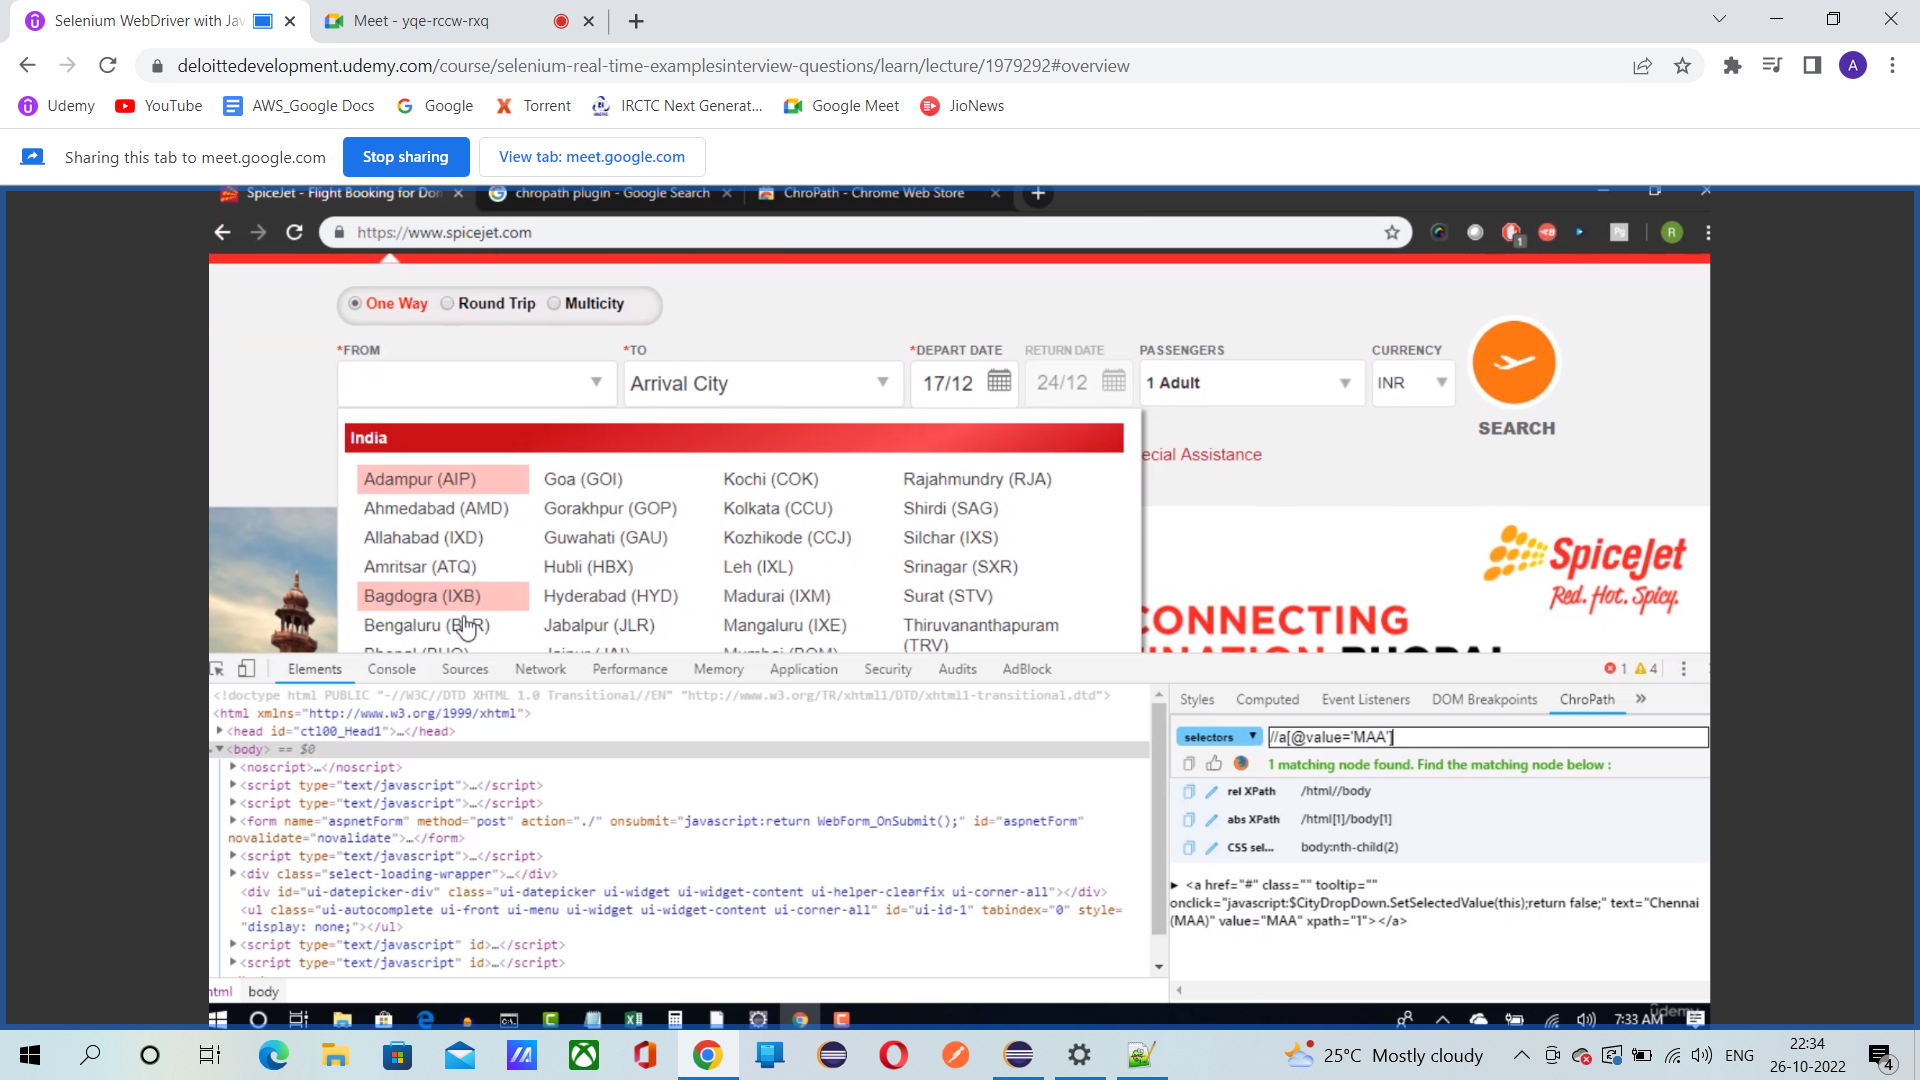 Selenium WebDriver with Jav
Meet - yqe-rccw-rxq
deloittedevelopment.udemy.com/course/selenium-real-time-examplesinterview-questions/learn/lecture/1979292#overview
A
Udemy YouTube AWS_Google Docs Google Torrent IRCTC Next Generat... Google Meet JioNews
Sharing this tab to meet.google.com Stop sharing View tab: meet.google.com
SpiceJet - Flight Booking for Dom chropath plugin - Google Search ChroPath - Chrome Web Store
https://www.spicejet.com
1 R
One Way Round Trip Multicity
*FROM *TO *DEPART DATE RETURN DATE PASSENGERS CURRENCY
Arrival City 17/12 24/12 1 Adult INR
SEARCH
India
ecial Assistance
Adampur (AIP) Goa (GOI) Kochi (COK) Rajahmundry (RJA)
Ahmedabad (AMD) Gorakhpur (GOP) Kolkata (CCU) Shirdi (SAG)
Allahabad (IXD) Guwahati (GAU) Kozhikode (CCJ) Silchar (IXS)
Amritsar (ATQ) Hubli (HBX) Leh (IXL) Srinagar (SXR)
Bagdogra (IXB) Hyderabad (HYD) Madurai (IXM) Surat (STV)
Bengaluru (BLR) Jabalpur (JLR) Mangaluru (IXE) Thiruvananthapuram
(TRV)
SpiceJet
Red. Hot. Spicy.
CONNECTING
Elements Console Sources Network Performance Memory Application Security Audits AdBlock 1 4
<!doctype html PUBLIC "-//W3C//DTD XHTML 1.0 Transitional//EN" "http://www.w3.org/TR/xhtml1/DTD/xhtml1-transitional.dtd">
<html xmlns="http://www.w3.org/1999/xhtml">
<head id="ctl00_Head1">…</head>
<body> == $0
<noscript>…</noscript>
<script type="text/javascript">…</script>
<script type="text/javascript">…</script>
<form name="aspnetForm" method="post" action="./" onsubmit="javascript:return WebForm_OnSubmit();" id="aspnetForm"
novalidate="novalidate">…</form>
<script type="text/javascript">…</script>
<div class="select-loading-wrapper">…</div>
<div id="ui-datepicker-div" class="ui-datepicker ui-widget ui-widget-content ui-helper-clearfix ui-corner-all"></div>
<ul class="ui-autocomplete ui-front ui-menu ui-widget ui-widget-content ui-corner-all" id="ui-id-1" tabindex="0" style=
"display: none;"></ul>
<script type="text/javascript" id>…</script>
<script type="text/javascript" id>…</script>
html body
Styles Computed Event Listeners DOM Breakpoints ChroPath »
selectors //a[@value='MAA']
1 matching node found. Find the matching node below :
rel XPath /html//body
abs XPath /html[1]/body[1]
CSS sel... body:nth-child(2)
<a href="#" class="" tooltip=""
onclick="javascript:$CityDropDown.SetSelectedValue(this);return false;" text="Chennai
(MAA)" value="MAA" xpath="1"></a>
udemy
7:33 AM
25°C Mostly cloudy
ENG
22:34
26-10-2022
4